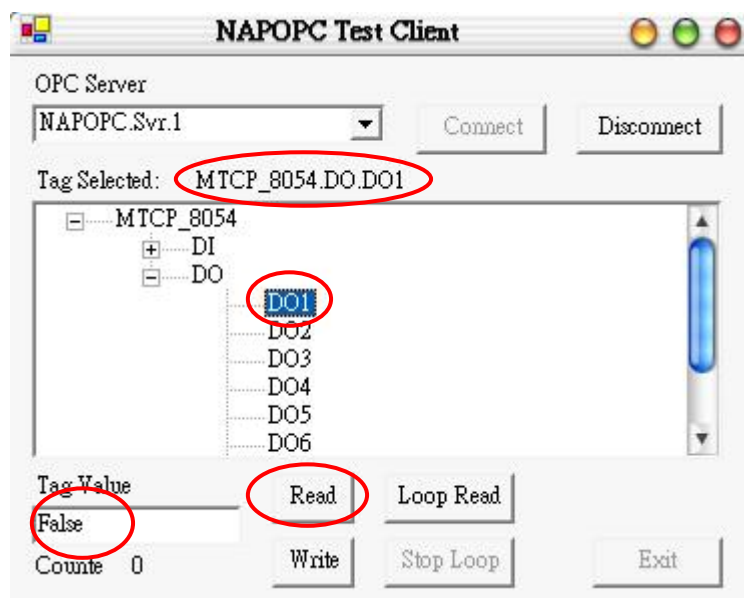 NAPOPC Test Client
OPC Server
NAPOPC.Svr.1
Connect
Disconnect
Tag Selected: MTCP_8054.DO.DO1
MTCP_8054
DI
DO
DO1
DO2
DO3
DO4
DO5
DO6
Tag Value
Read
Loop Read
False
Counte 0
Write
Stop Loop
Exit